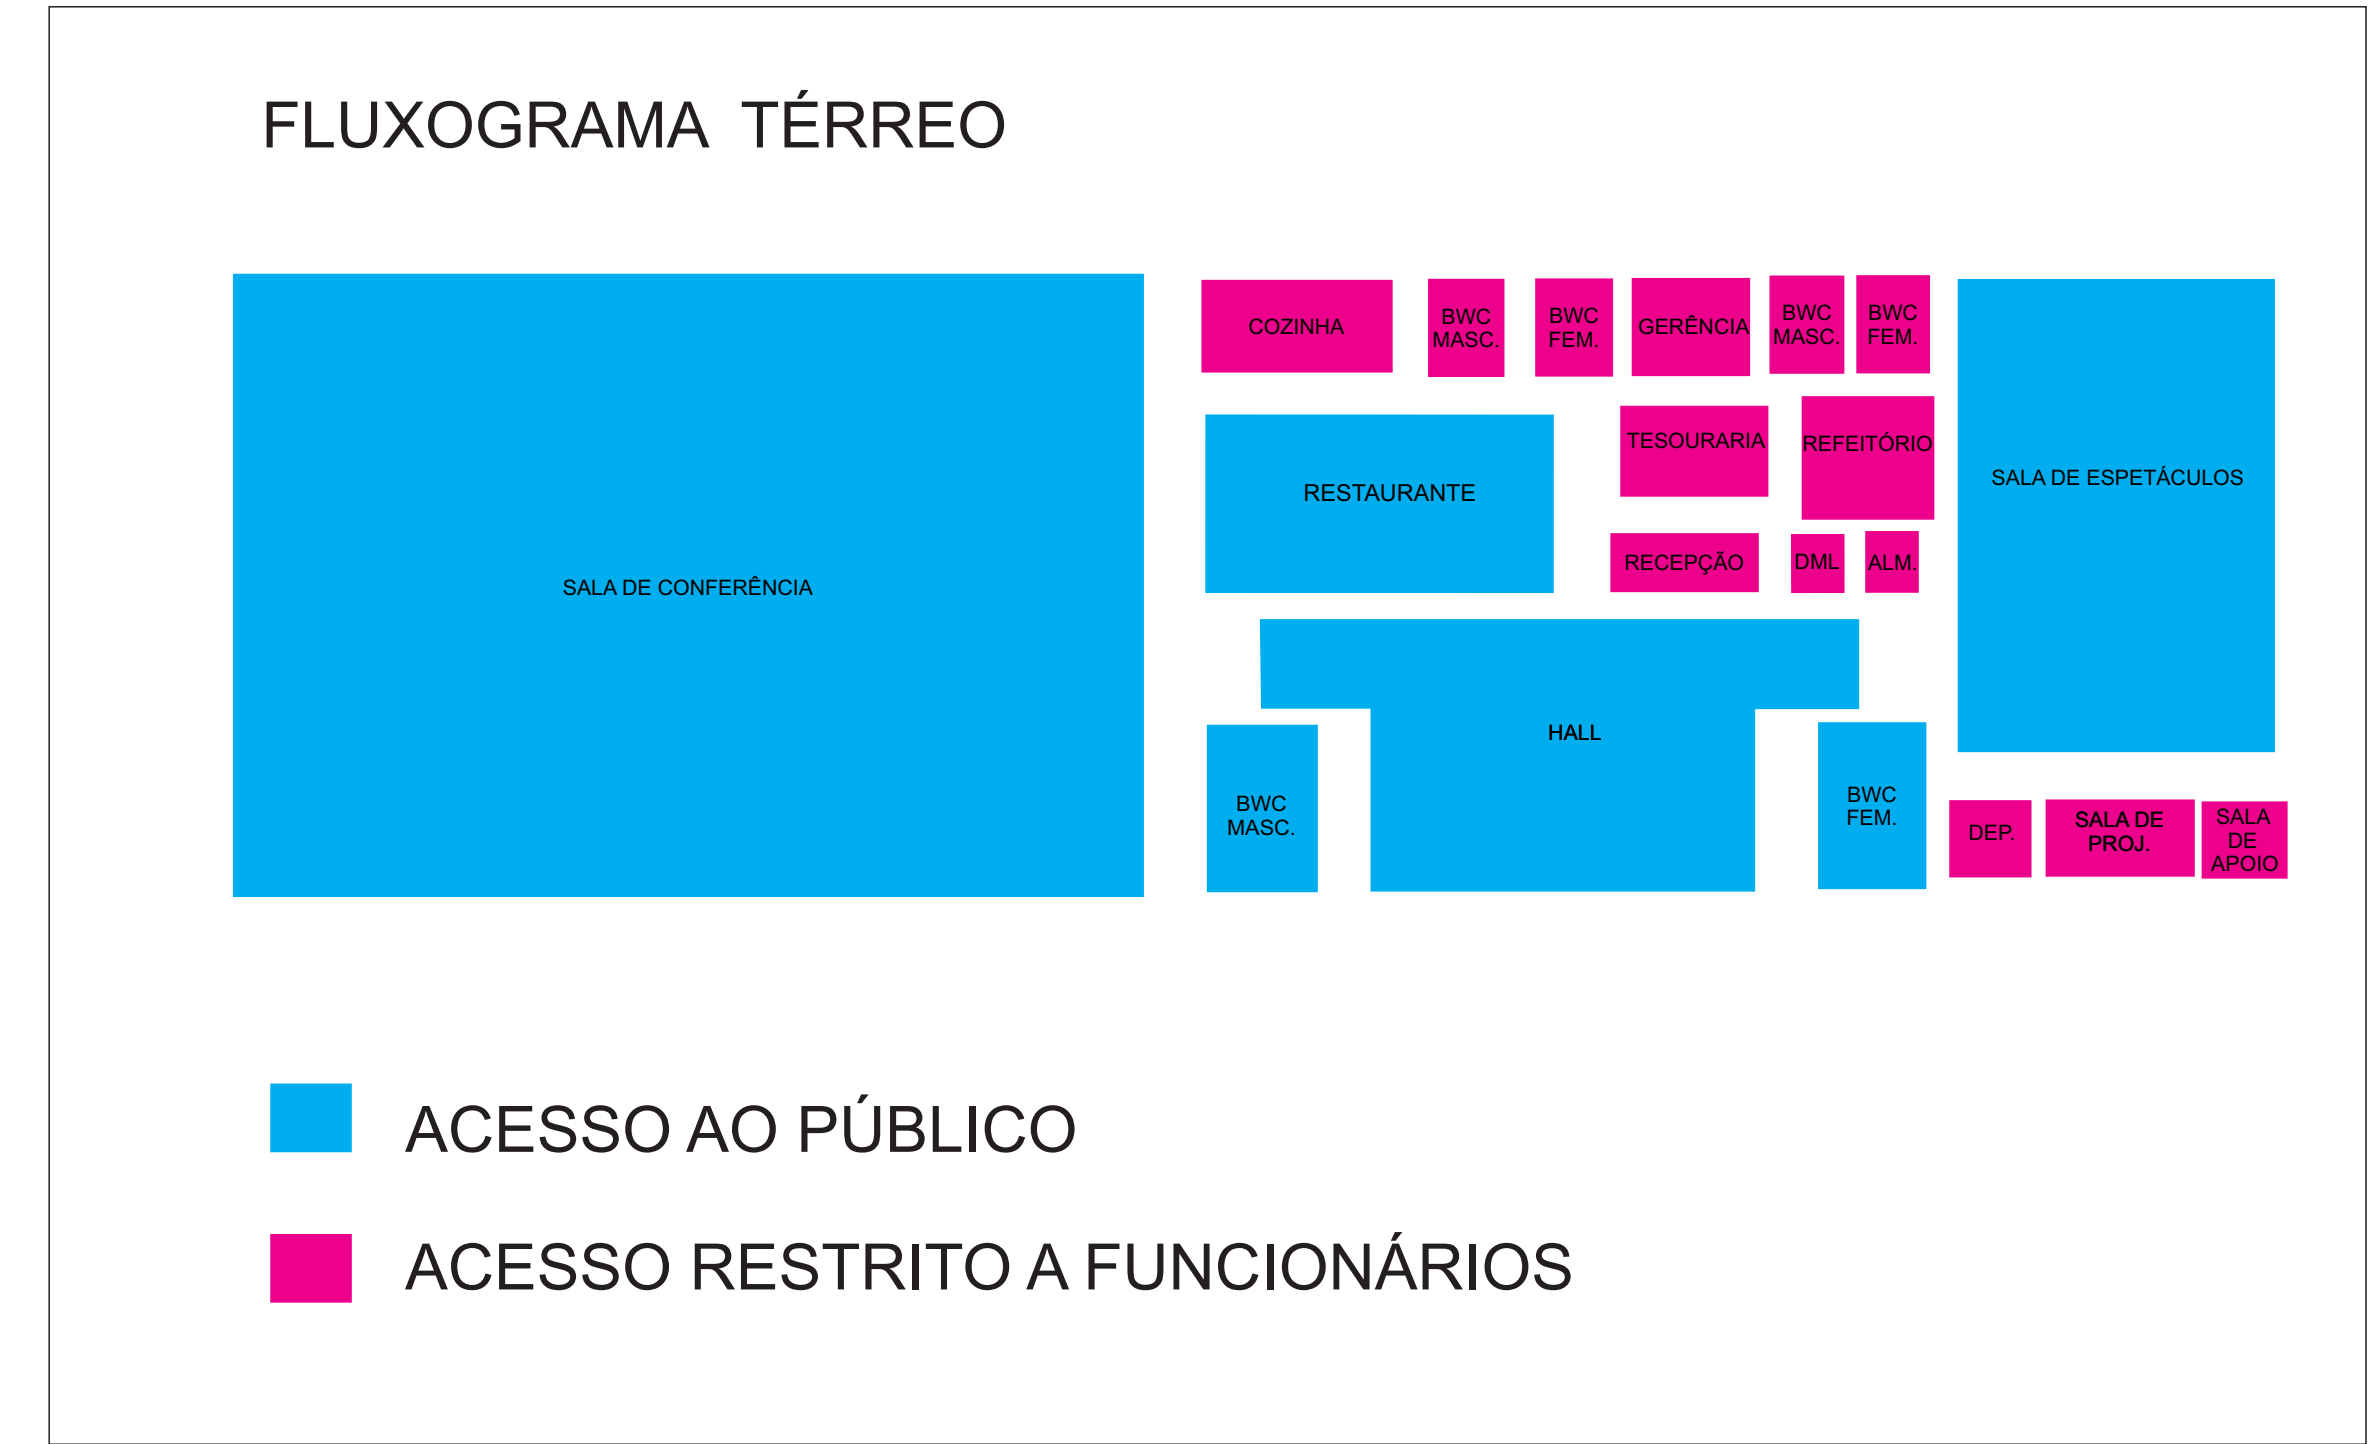 FLUXOGRAMA TÉRREO
COZINHA
BWC
MASC.
BWC
FEM.
GERÊNCIA
BWC
MASC.
BWC
FEM.
TESOURARIA
REFEITÓRIO
SALA DE ESPETÁCULOS
RESTAURANTE
RECEPÇÃO
DML
ALM.
SALA DE CONFERÊNCIA
HALL
BWC
MASC.
BWC
FEM.
DEP.
SALA DE
PROJ.
SALA
DE
APOIO
ACESSO AO PÚBLICO
ACESSO RESTRITO A FUNCIONÁRIOS